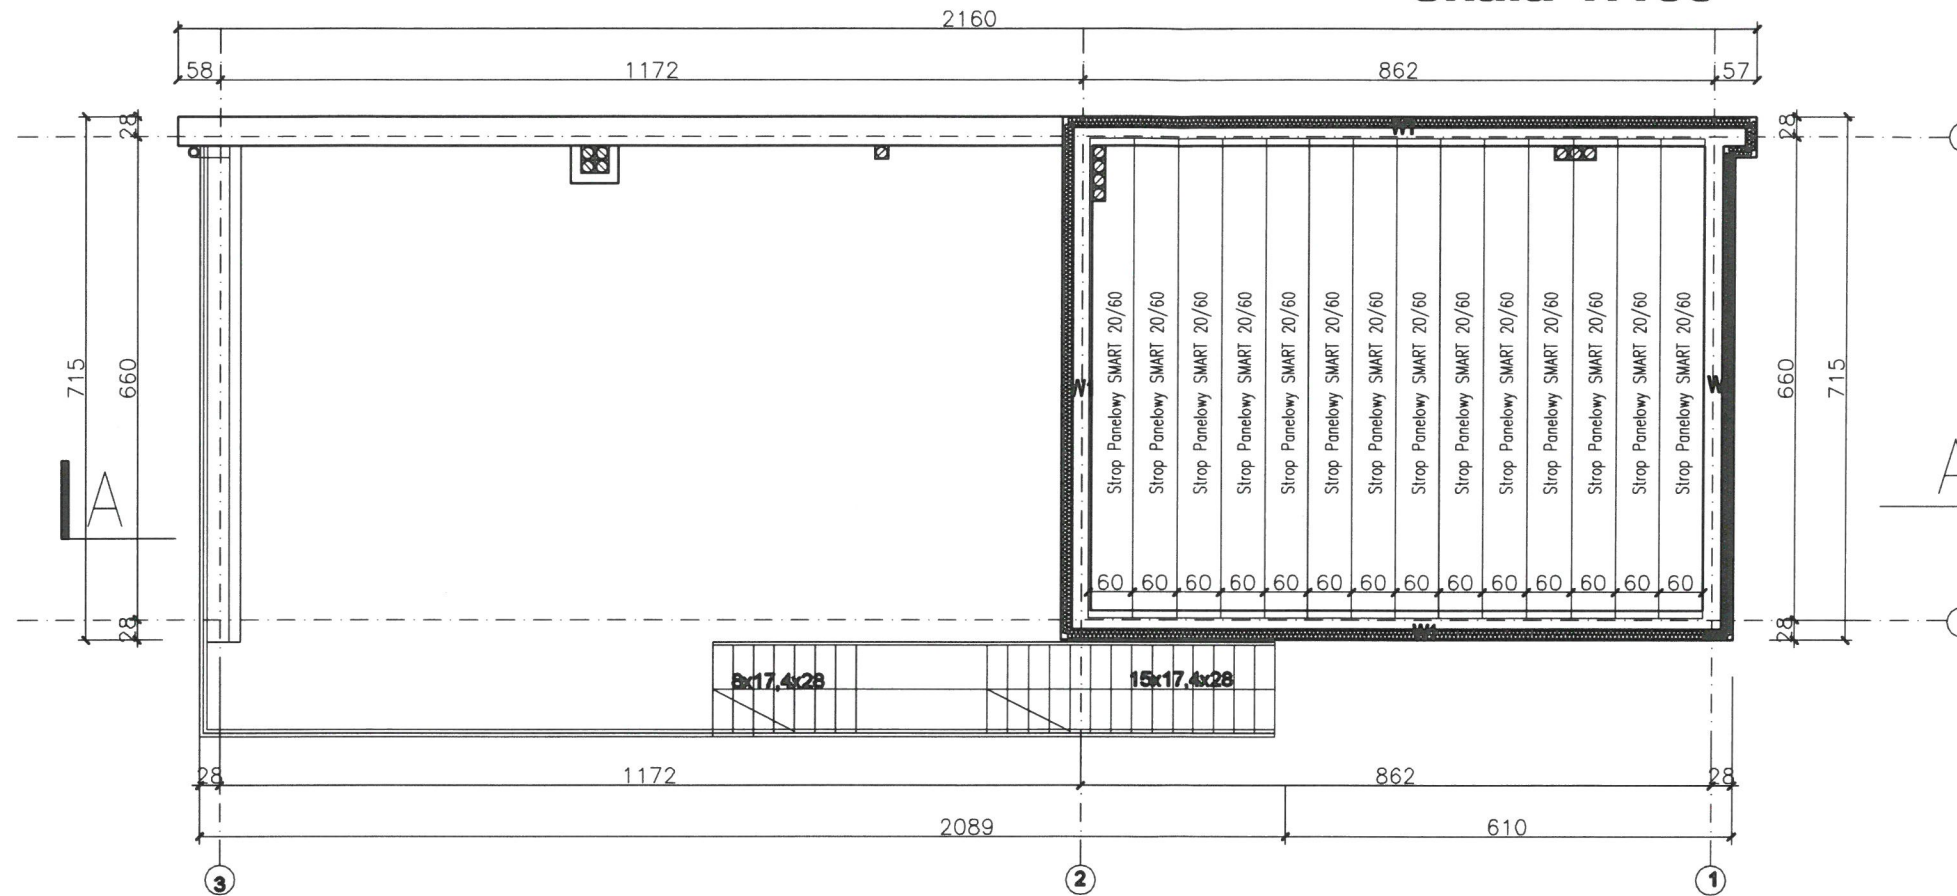 2160
58 1172 862 57
28 28
W1
Strop Panelowy SMART 20/60
Strop Panelowy SMART 20/60
Strop Panelowy SMART 20/60
Strop Panelowy SMART 20/60
Strop Panelowy SMART 20/60
Strop Panelowy SMART 20/60
Strop Panelowy SMART 20/60
Strop Panelowy SMART 20/60
Strop Panelowy SMART 20/60
Strop Panelowy SMART 20/60
Strop Panelowy SMART 20/60
Strop Panelowy SMART 20/60
Strop Panelowy SMART 20/60
Strop Panelowy SMART 20/60
715 660 W1 W 660 715
A A
60 60 60 60 60 60 60 60 60 60 60 60 60 60
28 W1 28
8x17,4x28 15x17,4x28
28 1172 862 28
2089 610
3 2 1